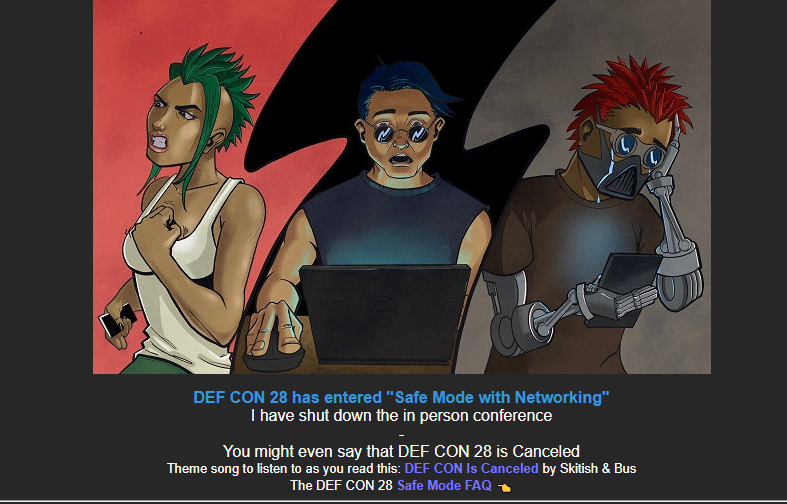 DEF CON 28 has entered "Safe Mode with Networking"
I have shut down the in person conference
-
You might even say that DEF CON 28 is Canceled
Theme song to listen to as you read this: DEF CON Is Canceled by Skitish & Bus
The DEF CON 28 Safe Mode FAQ 👈